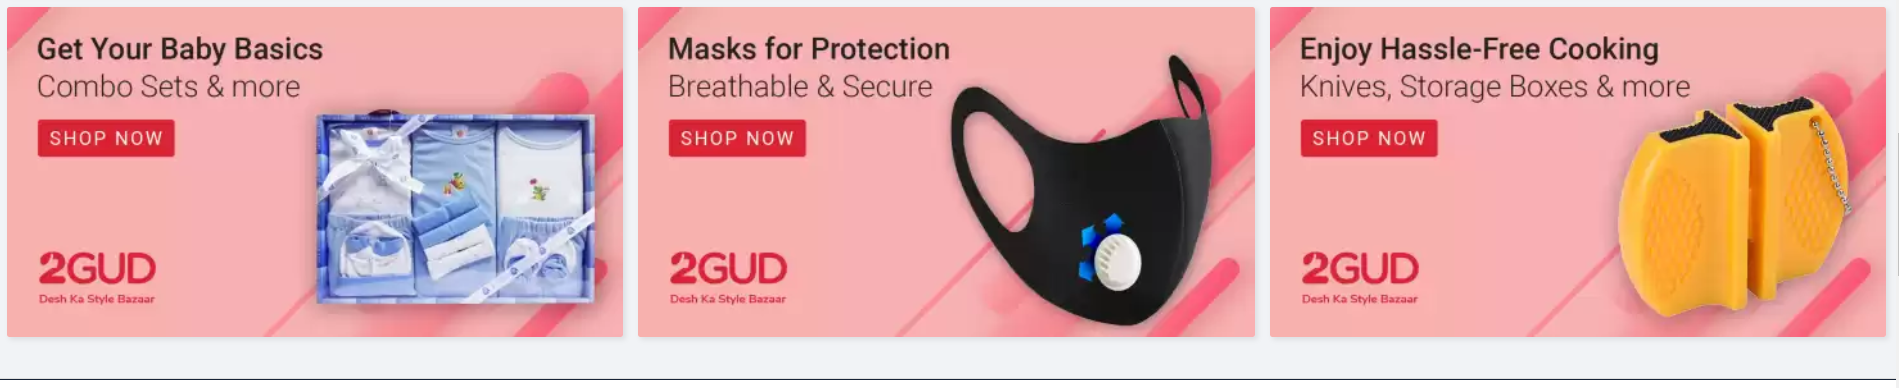 Get Your Baby Basics
Combo Sets & more
SHOP NOW
2GUD
Desh Ka Style Bazaar
Masks for Protection
Breathable & Secure
SHOP NOW
2GUD
Desh Ka Style Bazaar
Enjoy Hassle-Free Cooking
Knives, Storage Boxes & more
SHOP NOW
2GUD
Desh Ka Style Bazaar